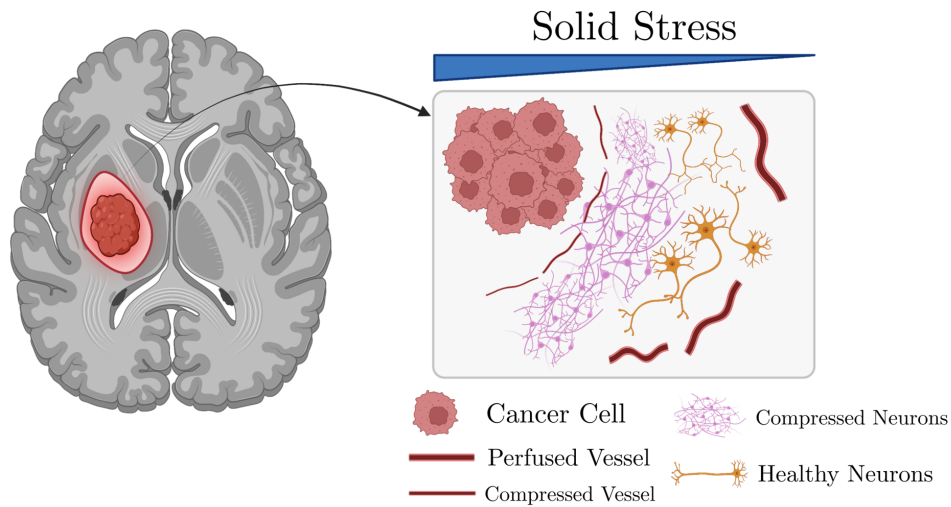 Solid Stress
Cancer Cell
Compressed Neurons
Perfused Vessel
Healthy Neurons
Compressed Vessel